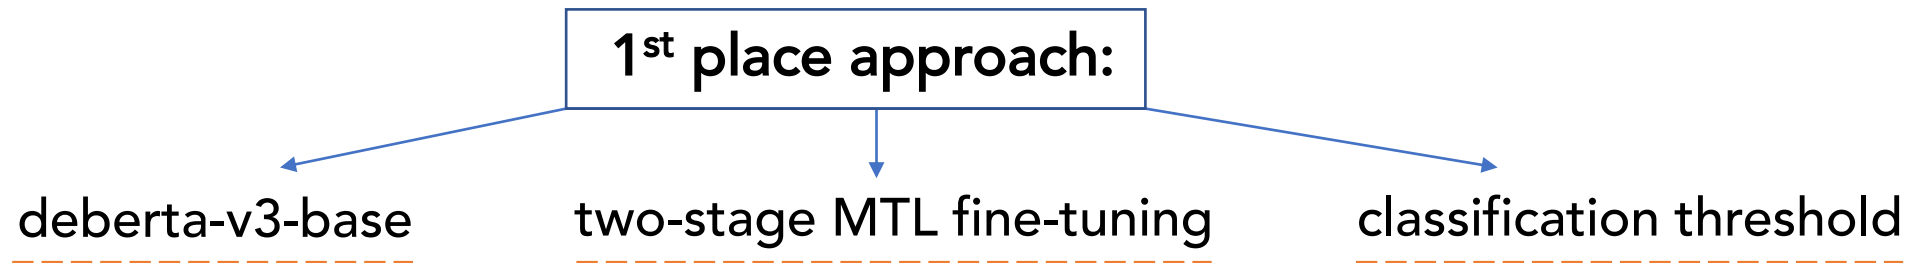 1st place approach:
deberta-v3-base
two-stage MTL fine-tuning
classification threshold